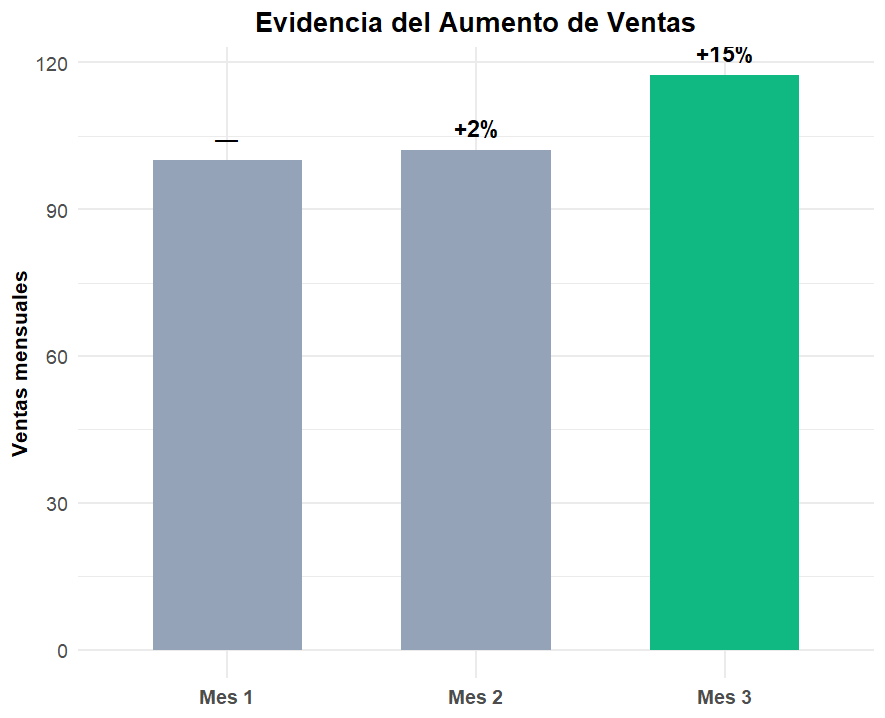 Evidencia del Aumento de Ventas
Ventas mensuales
120
90
60
30
0
—
+2%
+15%
Mes 1
Mes 2
Mes 3